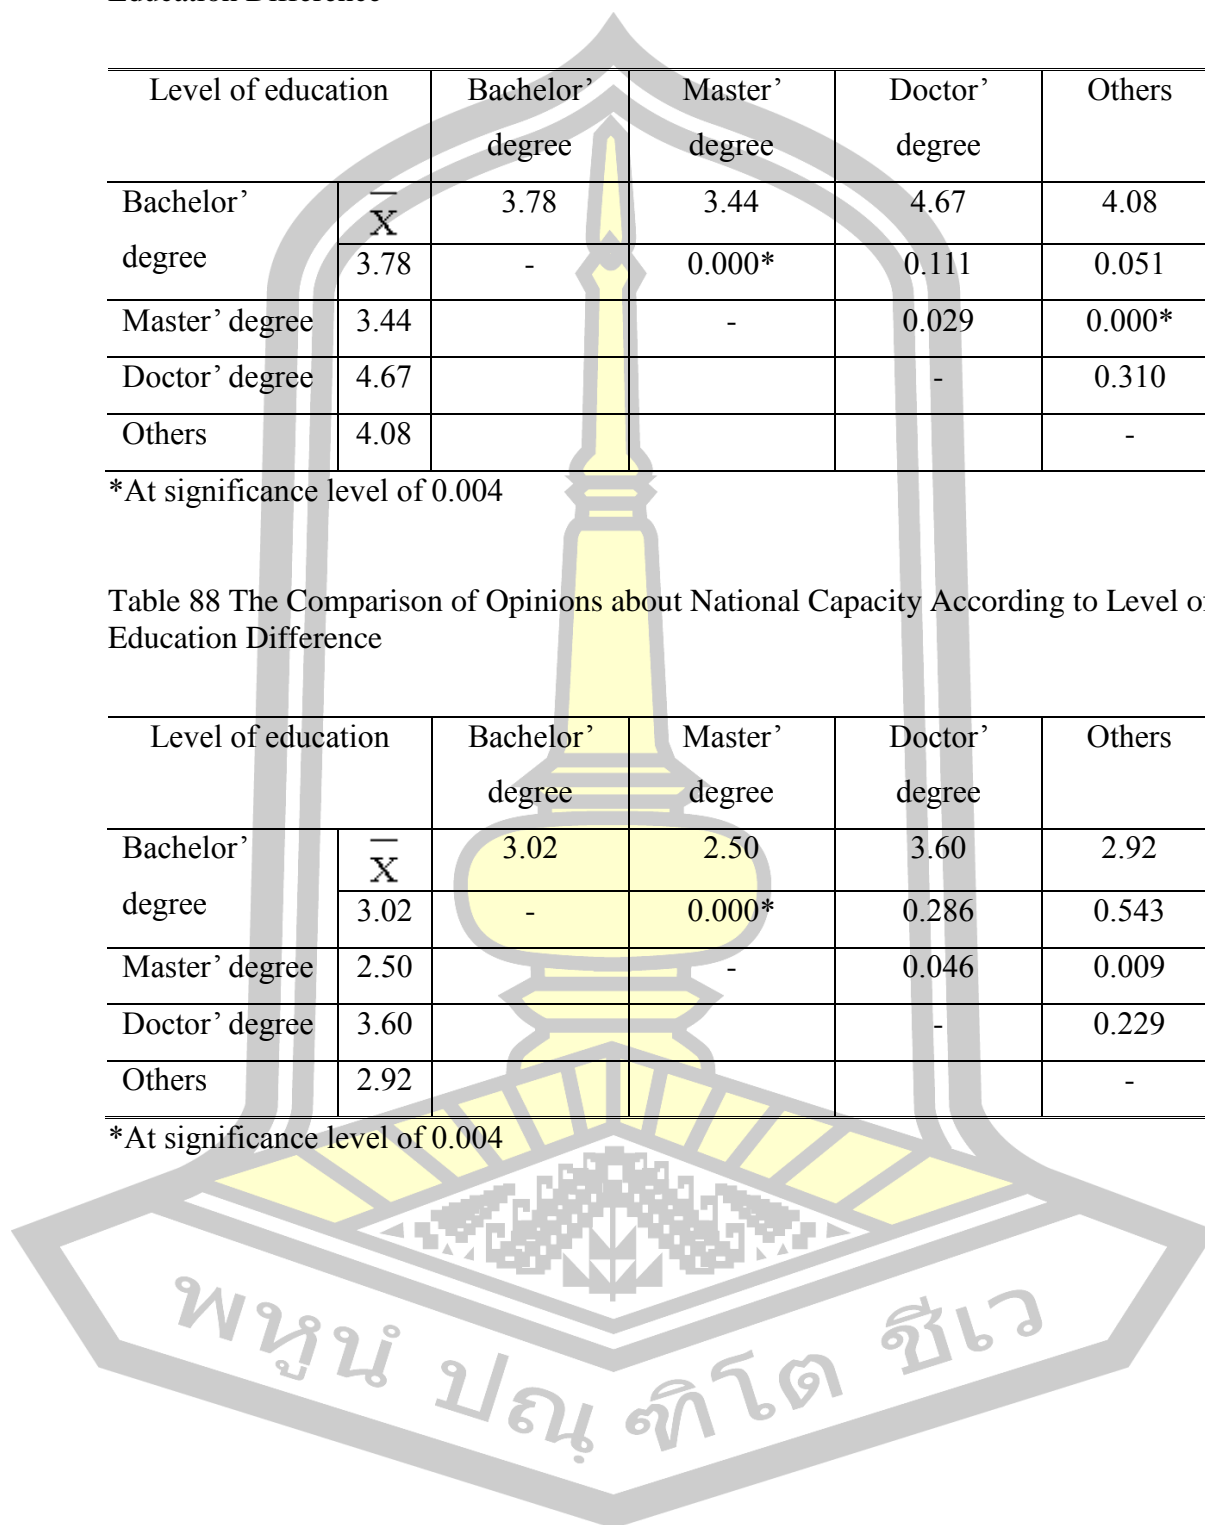 Education Difference
Level of education Bachelor’ degree Master’ degree Doctor’ degree Others
Bachelor’ degree X̅ 3.78 3.44 4.67 4.08
3.78 - 0.000* 0.111 0.051
Master’ degree 3.44 - 0.029 0.000*
Doctor’ degree 4.67 - 0.310
Others 4.08 -
*At significance level of 0.004
Table 88 The Comparison of Opinions about National Capacity According to Level of
Education Difference
Level of education Bachelor’ degree Master’ degree Doctor’ degree Others
Bachelor’ degree X̅ 3.02 2.50 3.60 2.92
3.02 - 0.000* 0.286 0.543
Master’ degree 2.50 - 0.046 0.009
Doctor’ degree 3.60 - 0.229
Others 2.92 -
*At significance level of 0.004
พหูนํ ปณฺฑิโต ชีเว